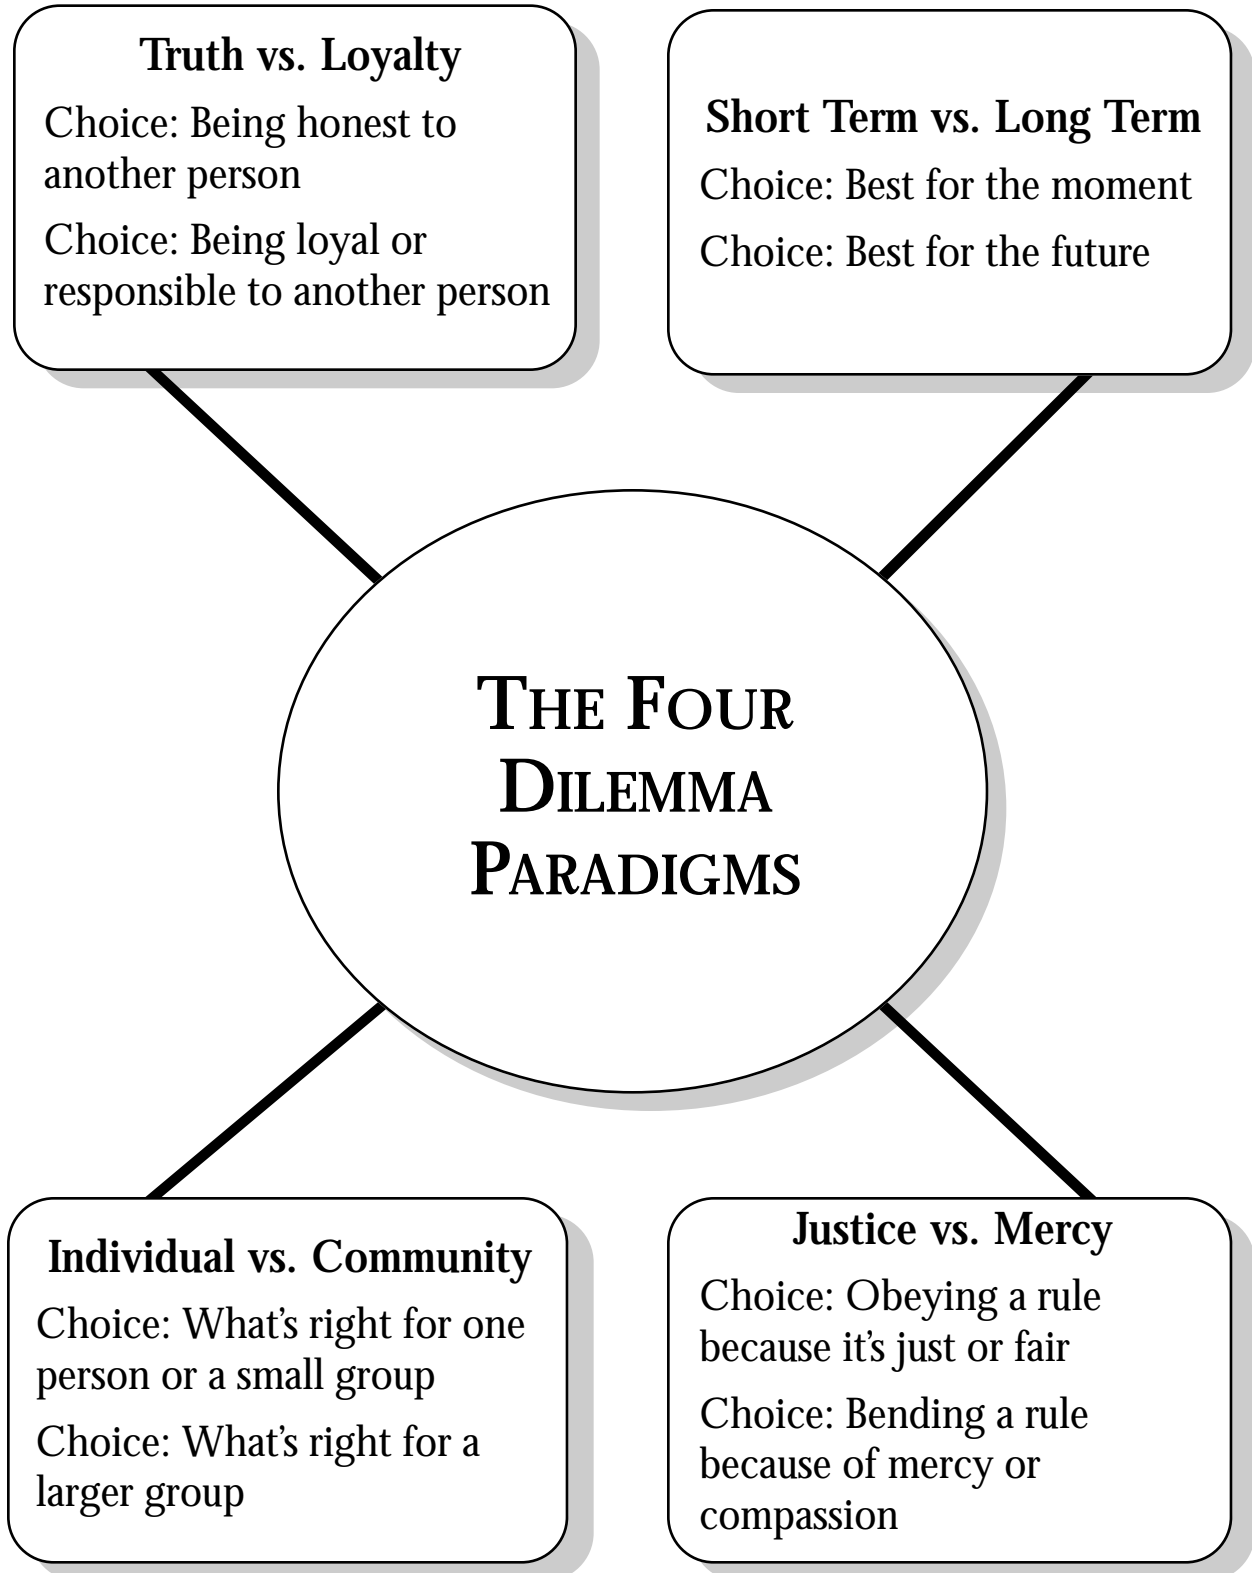 Truth vs. Loyalty
Choice: Being honest to
another person
Choice: Being loyal or
responsible to another person
Short Term vs. Long Term
Choice: Best for the moment
Choice: Best for the future
THE FOUR
DILEMMA
PARADIGMS
Individual vs. Community
Choice: What's right for one
person or a small group
Choice: What's right for a
larger group
Justice vs. Mercy
Choice: Obeying a rule
because it's just or fair
Choice: Bending a rule
because of mercy or
compassion